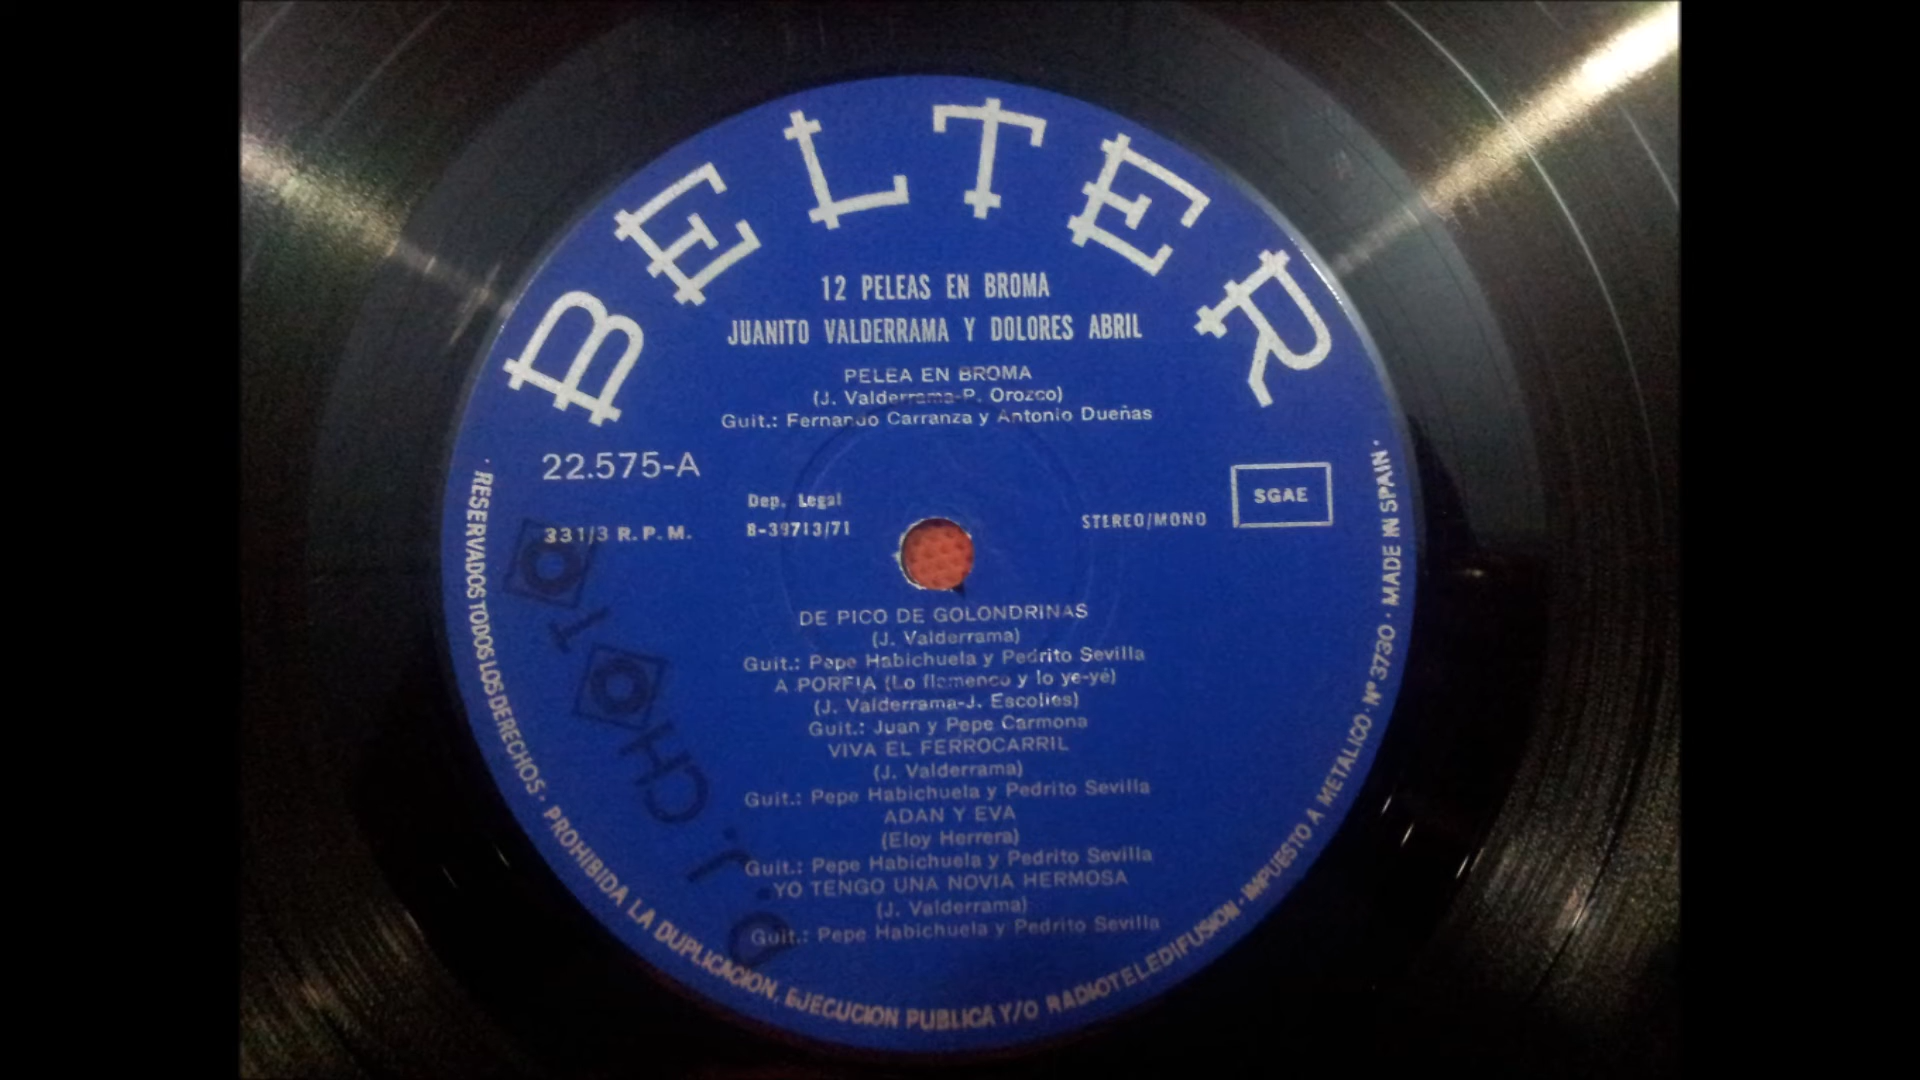 BELTER
12 PELEAS EN BROMA
JUANITO VALDERRAMA Y DOLORES ABRIL
PELEA EN BROMA
(J. Valderrama-P. Orozco)
Guit.: Fernando Carranza y Antonio Dueñas
22.575-A
SGAE
Dep. Legal
33 1/3 R.P.M.
B-39713/71
STEREO/MONO
DE PICO DE GOLONDRINAS
(J. Valderrama)
Guit.: Pepe Habichuela y Pedrito Sevilla
A PORFIA (Lo flamenco y lo ye-yé)
(J. Valderrama-J. Escolies)
Guit.: Juan y Pepe Carmona
VIVA EL FERROCARRIL
(J. Valderrama)
Guit.: Pepe Habichuela y Pedrito Sevilla
ADAN Y EVA
(Eloy Herrera)
Guit.: Pepe Habichuela y Pedrito Sevilla
YO TENGO UNA NOVIA HERMOSA
(J. Valderrama)
Guit.: Pepe Habichuela y Pedrito Sevilla
· RESERVADOS TODOS LOS DERECHOS · PROHIBIDA LA DUPLICACION, EJECUCION PUBLICA Y/O RADIOTELEDIFUSION · IMPUESTO A METALICO · Nº 3730 · MADE IN SPAIN ·